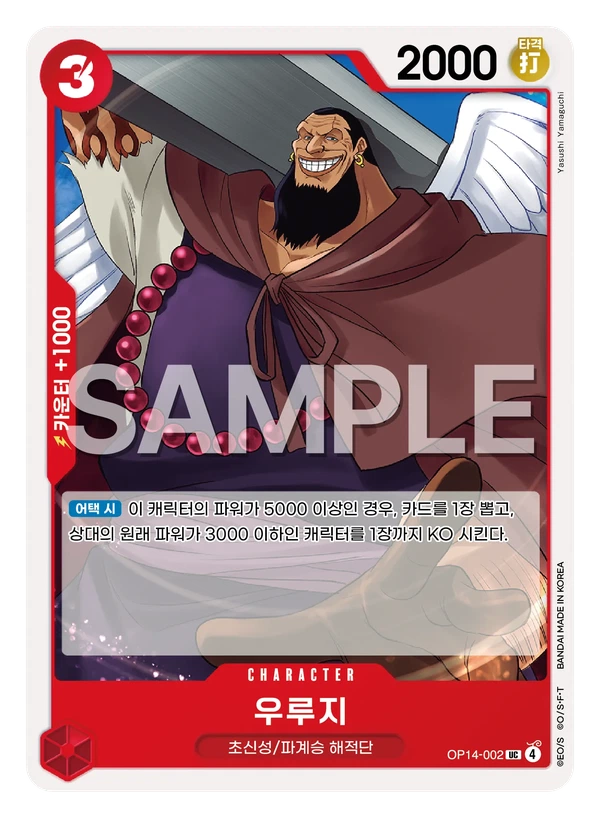 3
2000
타격
打
Yasushi Yamaguchi
카운터 +1000
SAMPLE
어택 시 이 캐릭터의 파워가 5000 이상인 경우, 카드를 1장 뽑고,
상대의 원래 파워가 3000 이하인 캐릭터를 1장까지 KO 시킨다.
CHARACTER
우루지
초신성/파계승 해적단
OP14-002 UC 4
©EO/S ©O/S·F·T BANDAI MADE IN KOREA